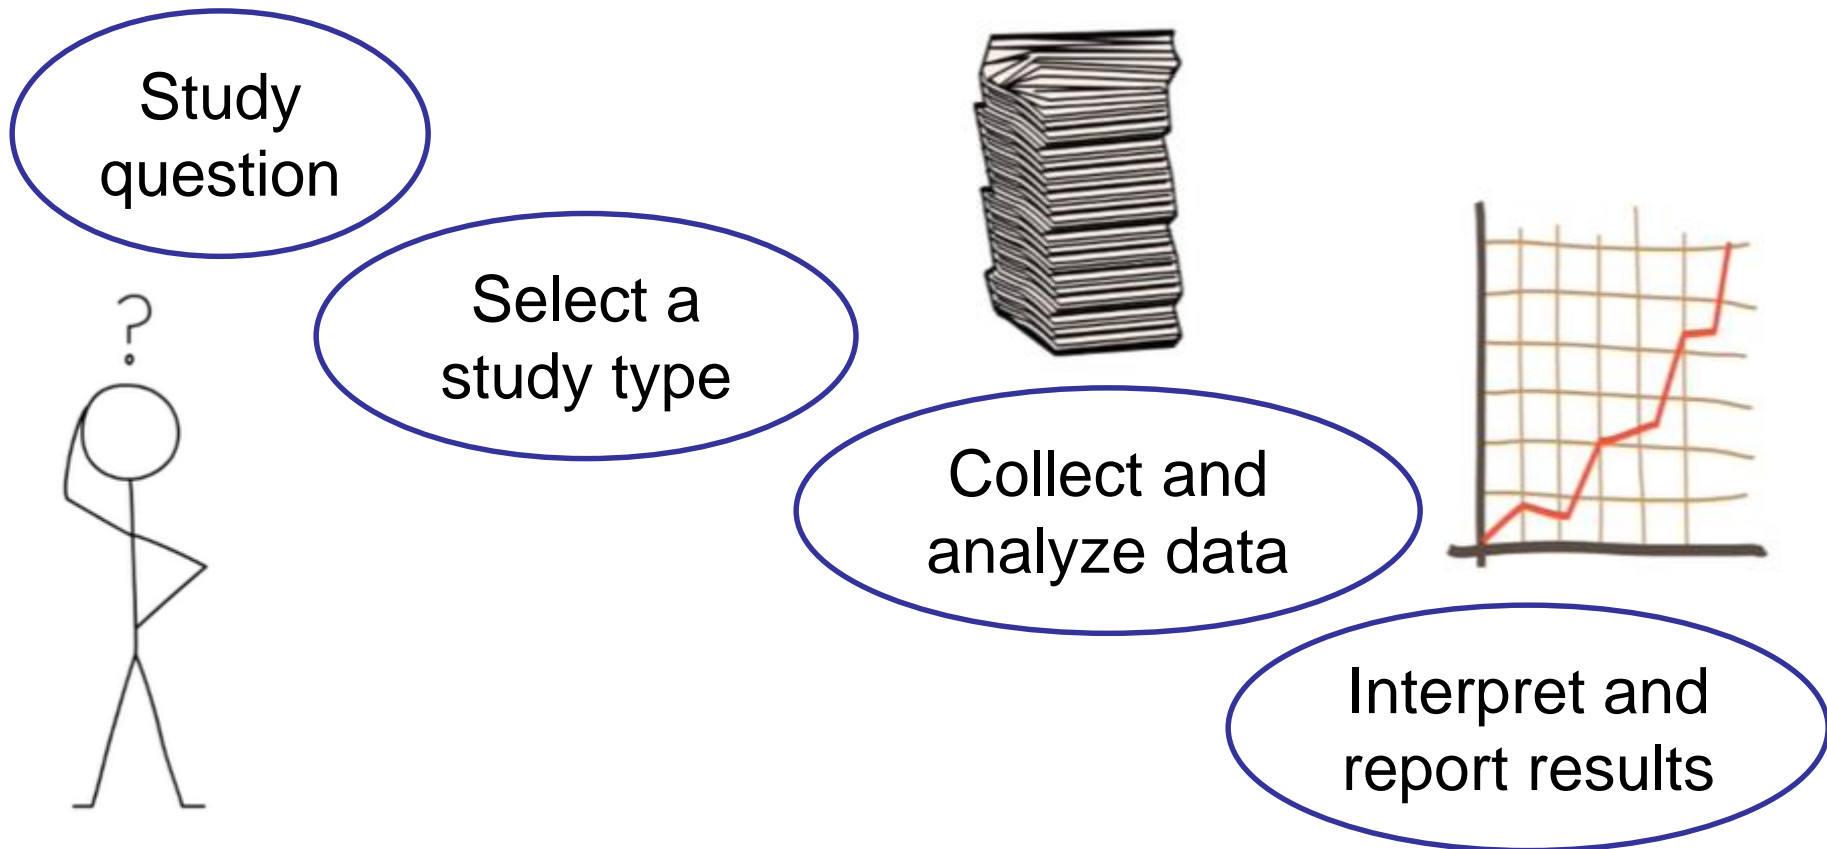 Study
question
?
Select a
study type
Collect and
analyze data
Interpret and
report results